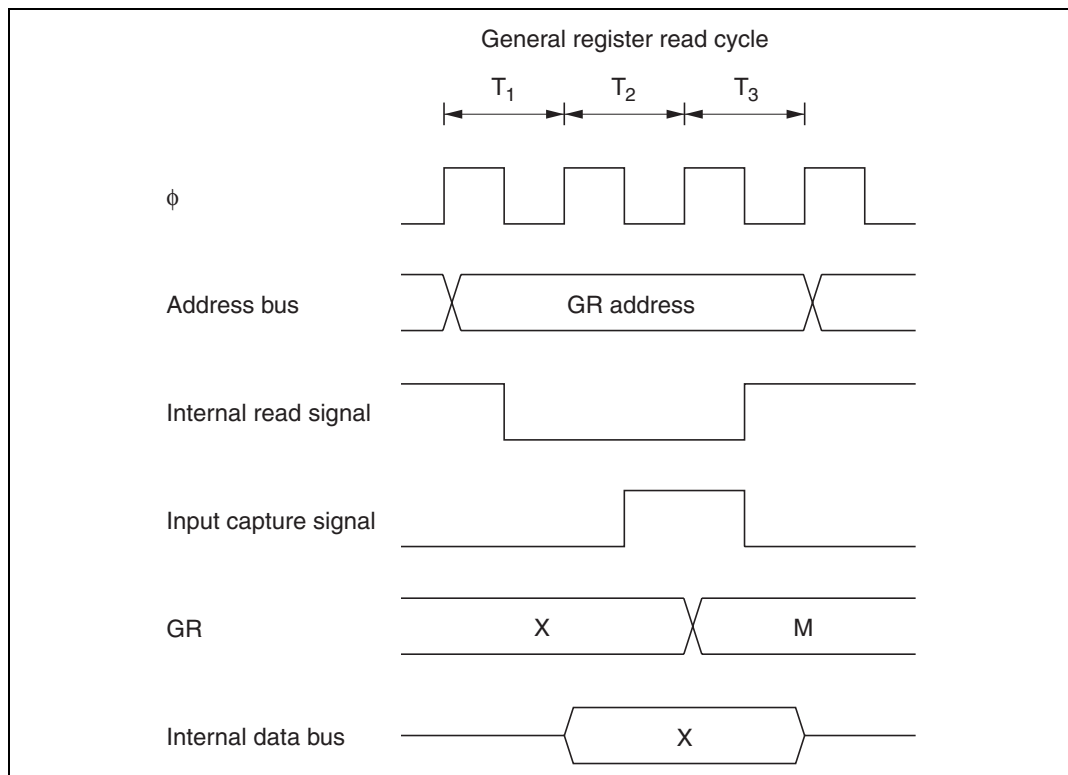 General register read cycle
T₁ T₂ T₃
ϕ
Address bus GR address
Internal read signal
Input capture signal
GR X M
Internal data bus X